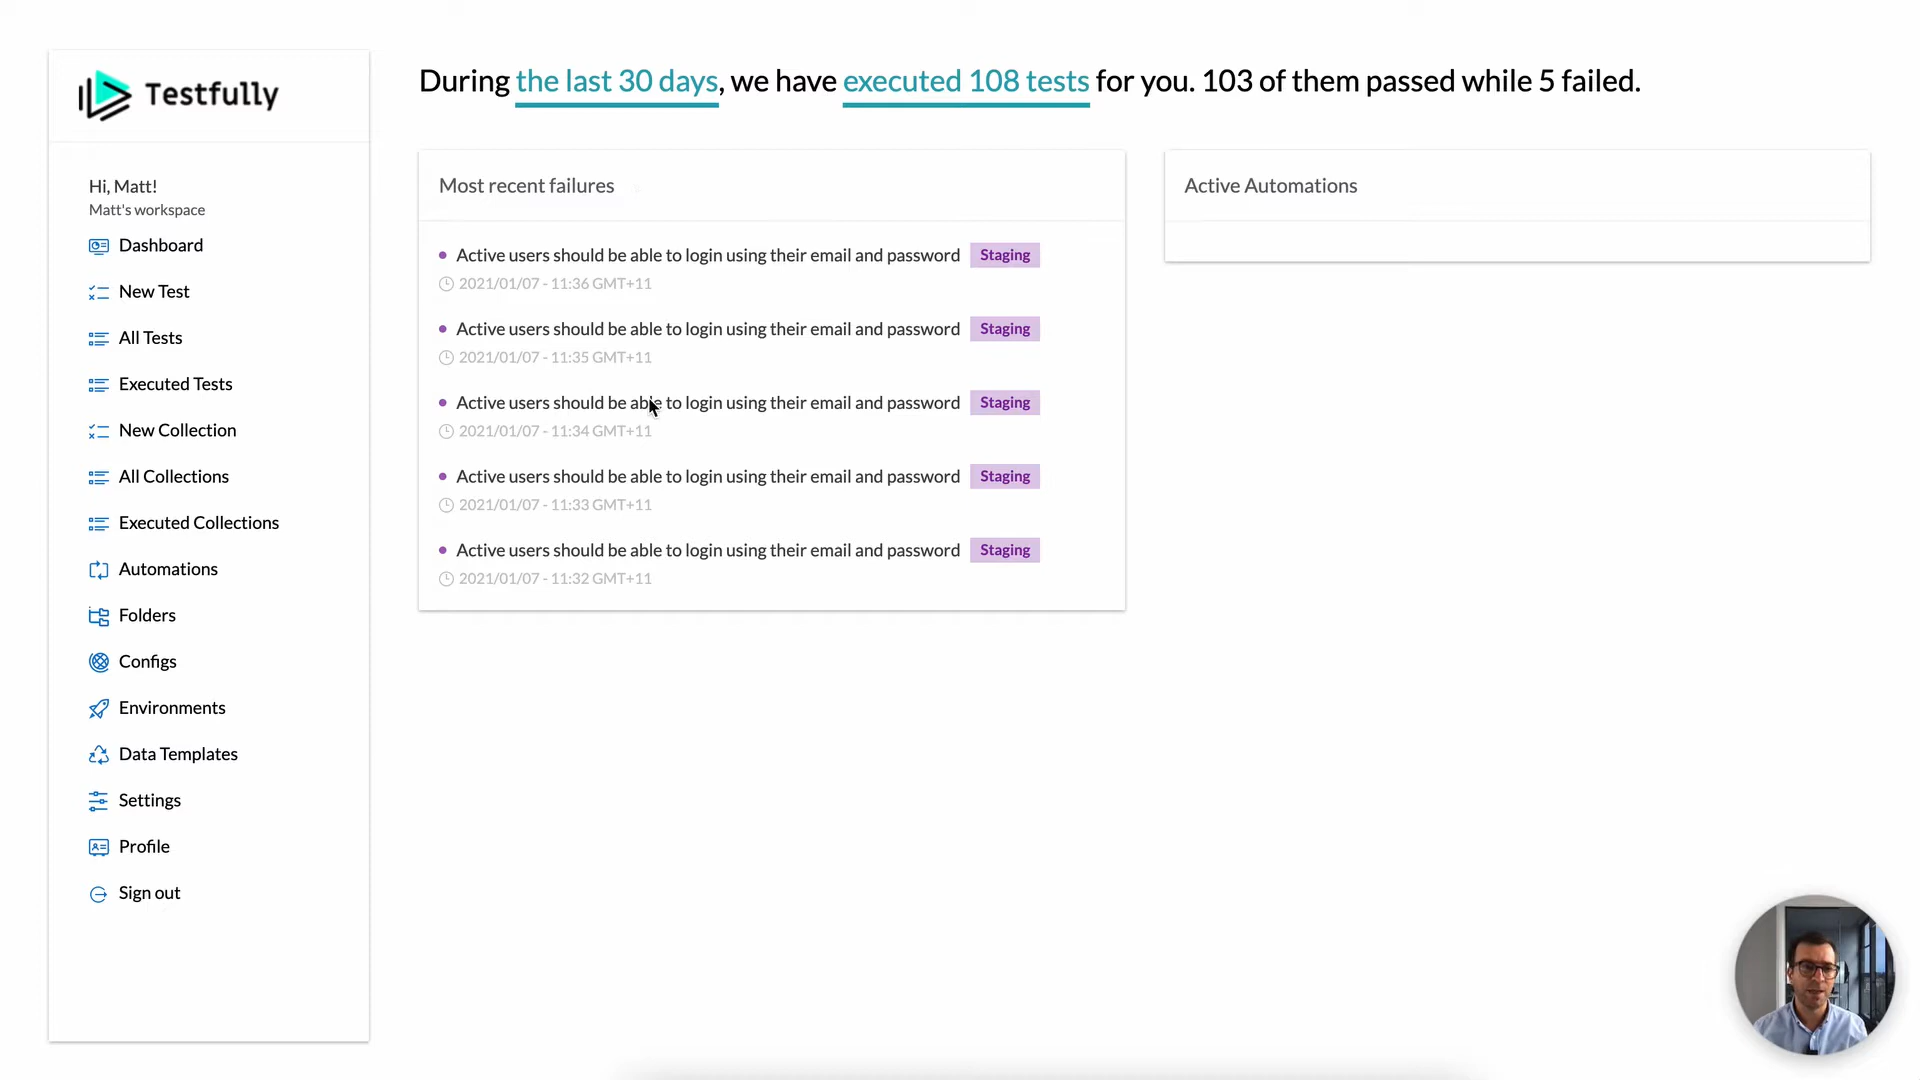 Testfully
Hi, Matt!
Matt's workspace
Dashboard
New Test
All Tests
Executed Tests
New Collection
All Collections
Executed Collections
Automations
Folders
Configs
Environments
Data Templates
Settings
Profile
Sign out
During the last 30 days, we have executed 108 tests for you. 103 of them passed while 5 failed.
Most recent failures
Active users should be able to login using their email and password Staging
2021/01/07 - 11:36 GMT+11
Active users should be able to login using their email and password Staging
2021/01/07 - 11:35 GMT+11
Active users should be able to login using their email and password Staging
2021/01/07 - 11:34 GMT+11
Active users should be able to login using their email and password Staging
2021/01/07 - 11:33 GMT+11
Active users should be able to login using their email and password Staging
2021/01/07 - 11:32 GMT+11
Active Automations